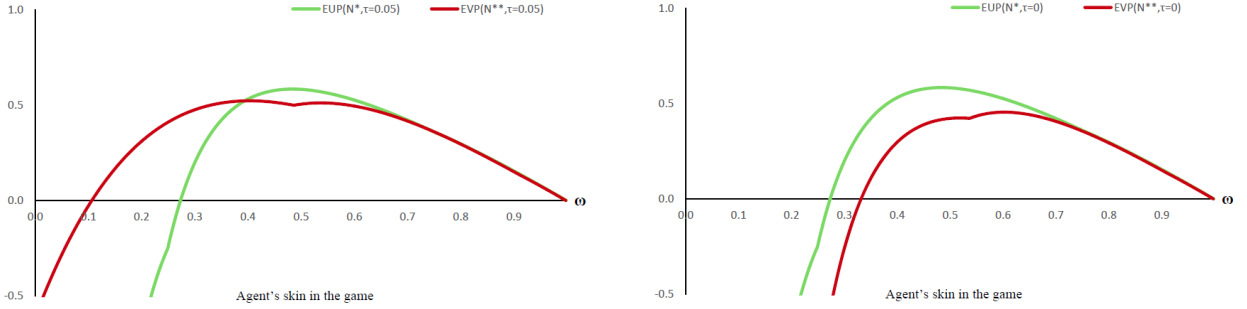 EUP(N*,τ=0.05) EVP(N**,τ=0.05)
1.0
0.5
0.0
-0.5
0.0 0.1 0.2 0.3 0.4 0.5 0.6 0.7 0.8 0.9
ω
Agent's skin in the game
EUP(N*,τ=0) EVP(N**,τ=0)
1.0
0.5
0.0
-0.5
0.0 0.1 0.2 0.3 0.4 0.5 0.6 0.7 0.8 0.9
ω
Agent's skin in the game